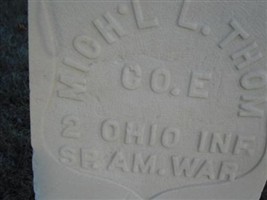 MICH'L L. THOM
CO. E
2 OHIO INF
SP. AM. WAR